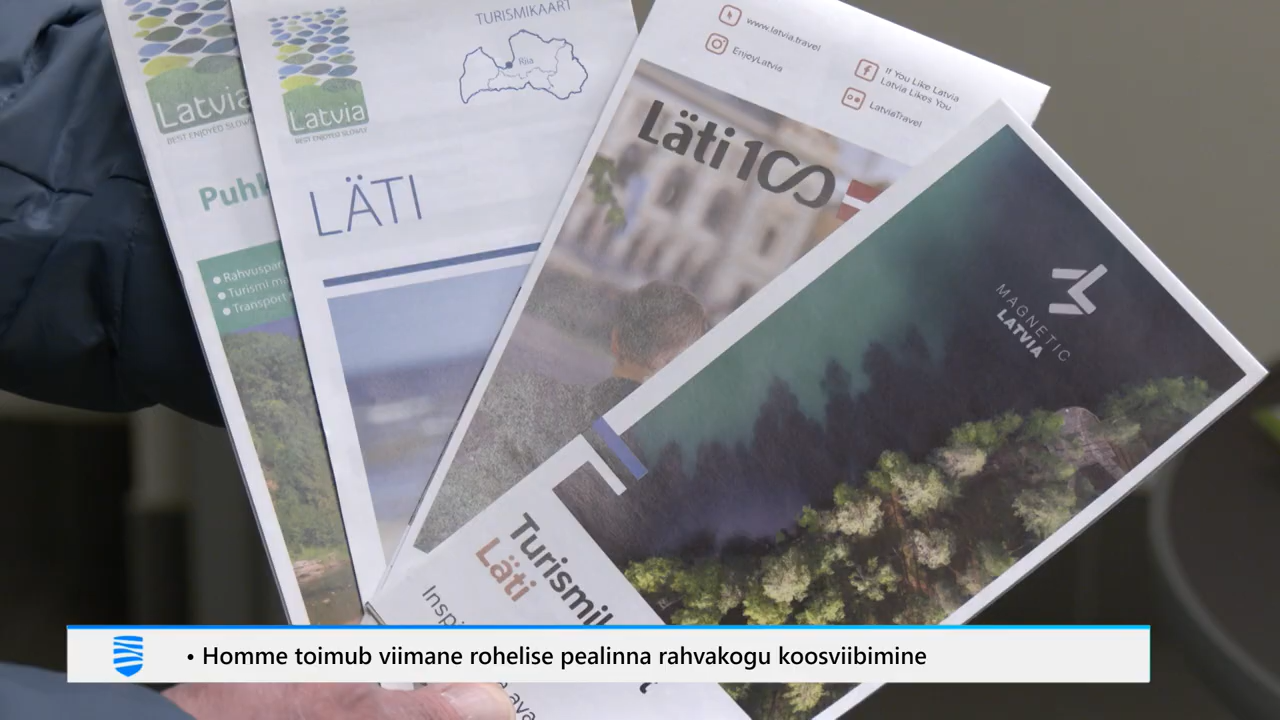 Latvia
BEST ENJOYED SLOWLY
Puhk
• Rahvuspar
• Turismi m
• Transport
Latvia
BEST ENJOYED SLOWLY
TURISMIKAART
Riia
LÄTI
www.latvia.travel
EnjoyLatvia
If You Like Latvia
Latvia Likes You
LatviaTravel
Läti 100
MAGNETIC
LATVIA
Turismi
Läti
Inspi
• Homme toimub viimane rohelise pealinna rahvakogu koosviibimine